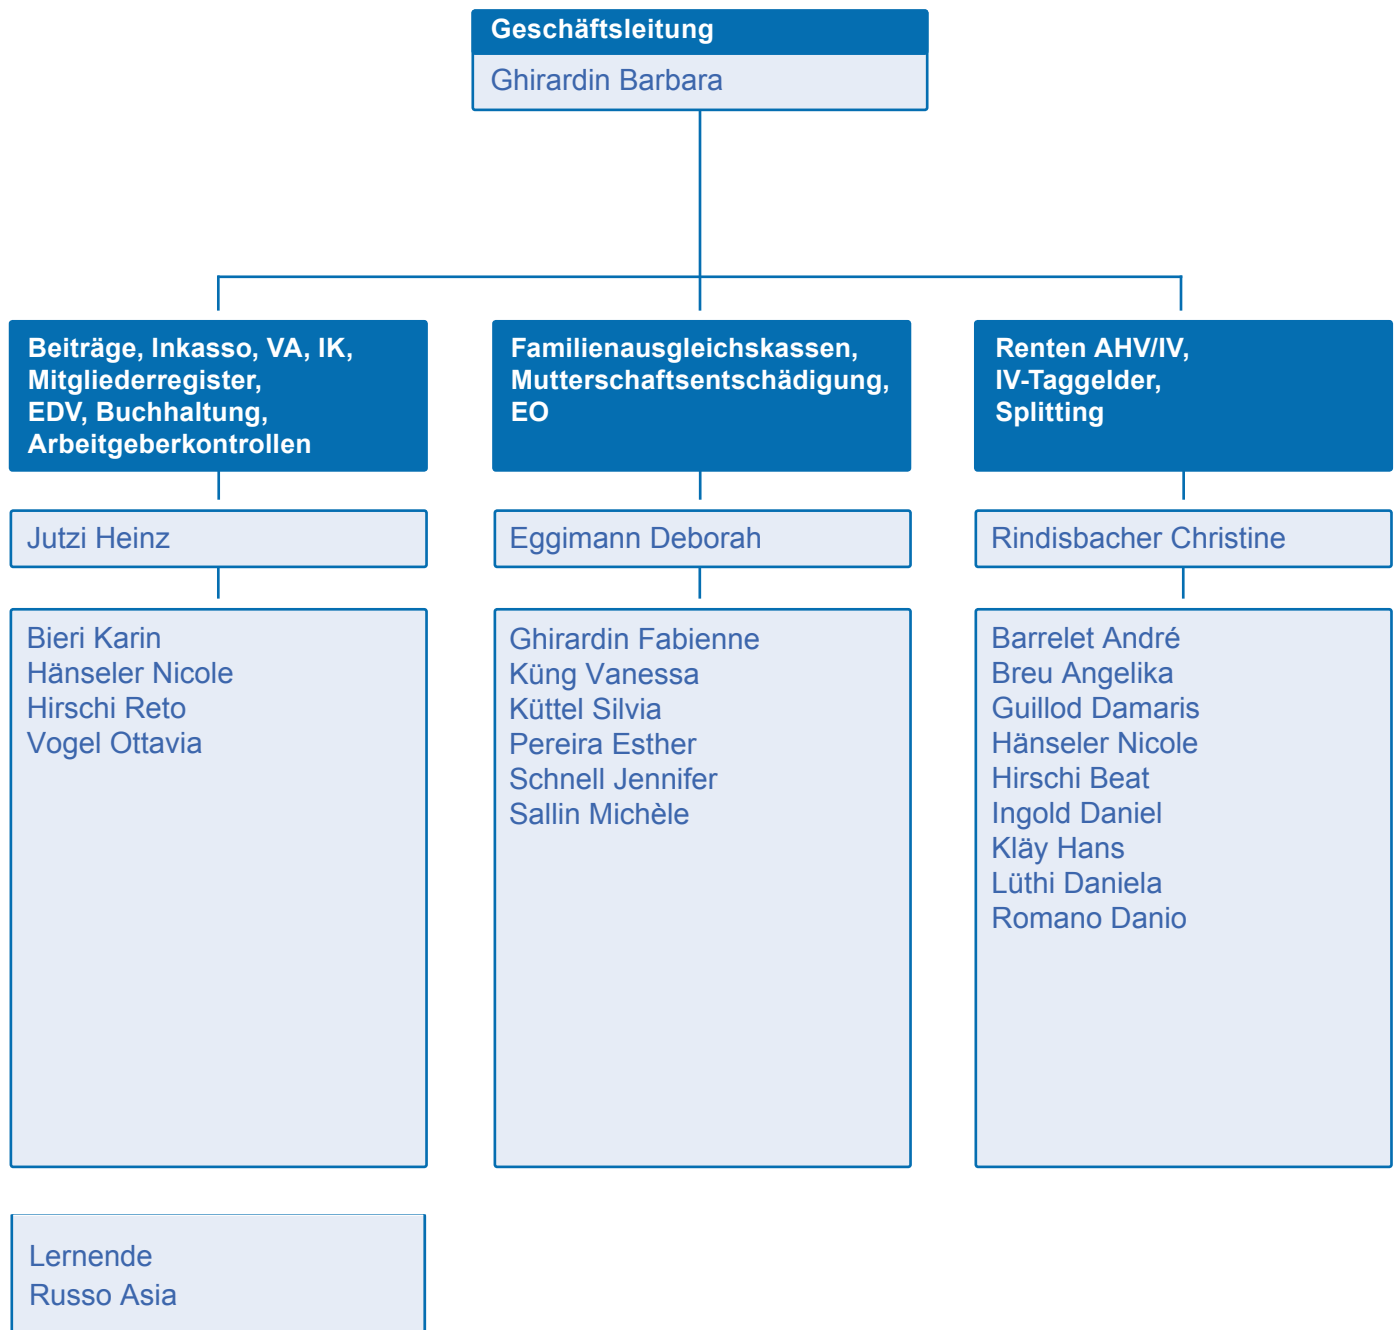 Geschäftsleitung
Ghirardin Barbara
Beiträge, Inkasso, VA, IK,
Mitgliederregister,
EDV, Buchhaltung,
Arbeitgeberkontrollen
Jutzi Heinz
Bieri Karin
Hänseler Nicole
Hirschi Reto
Vogel Ottavia
Familienausgleichskassen,
Mutterschaftsentschädigung,
EO
Eggimann Deborah
Ghirardin Fabienne
Küng Vanessa
Küttel Silvia
Pereira Esther
Schnell Jennifer
Sallin Michèle
Renten AHV/IV,
IV-Taggelder,
Splitting
Rindisbacher Christine
Barrelet André
Breu Angelika
Guillod Damaris
Hänseler Nicole
Hirschi Beat
Ingold Daniel
Kläy Hans
Lüthi Daniela
Romano Danio
Lernende
Russo Asia